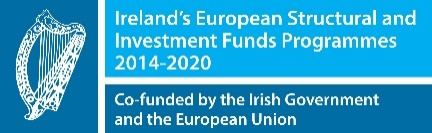 Ireland's European Structural and
Investment Funds Programmes
2014-2020
Co-funded by the Irish Government
and the European Union